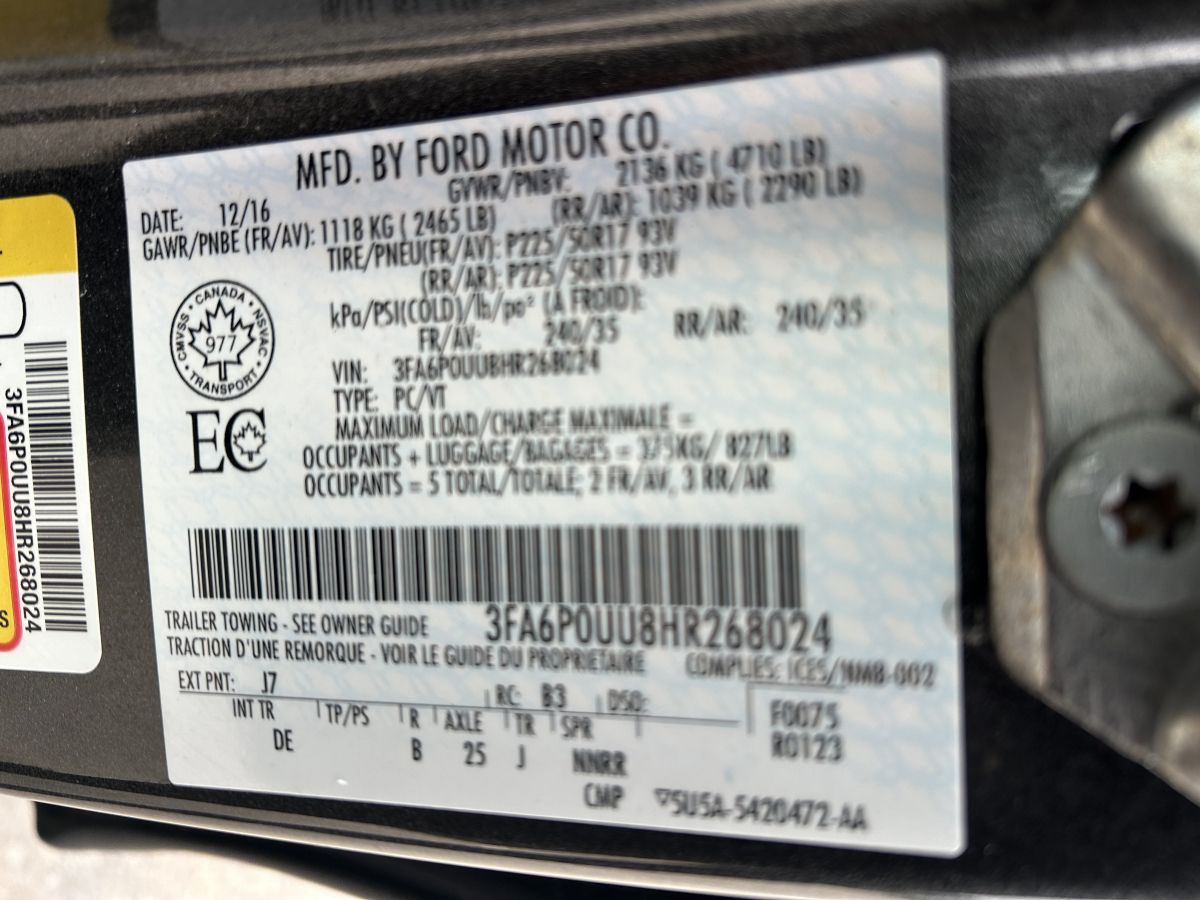 MFD. BY FORD MOTOR CO.
DATE: 12/16 GVWR/PNBV: 2136 KG ( 4710 LB)
GAWR/PNBE (FR/AV): 1118 KG ( 2465 LB) (RR/AR): 1039 KG ( 2290 LB)
TIRE/PNEU(FR/AV): P225/50R17 93V
(RR/AR): P225/50R17 93V
kPa/PSI(COLD)/lb/po² (A FROID):
FR/AV: 240/35 RR/AR: 240/35
VIN: 3FA6P0UU8HR268024
TYPE: PC/VT
MAXIMUM LOAD/CHARGE MAXIMALE =
OCCUPANTS + LUGGAGE/BAGAGES = 375KG/ 827LB
OCCUPANTS = 5 TOTAL/TOTALE; 2 FR/AV, 3 RR/AR
CANADA
CMVSS 977 NSVAC
TRANSPORT
EC
3FA6P0UU8HR268024
TRAILER TOWING - SEE OWNER GUIDE
TRACTION D'UNE REMORQUE - VOIR LE GUIDE DU PROPRIETAIRE
COMPLIES: ICES/NMB-002
EXT PNT: J7 RC: B3 DSO:
INT TR TP/PS R AXLE TR SPR
DE B 25 J NNRR
F0075
R0123
CMP 5U5A-5420472-AA
3FA6P0UU8HR268024
S